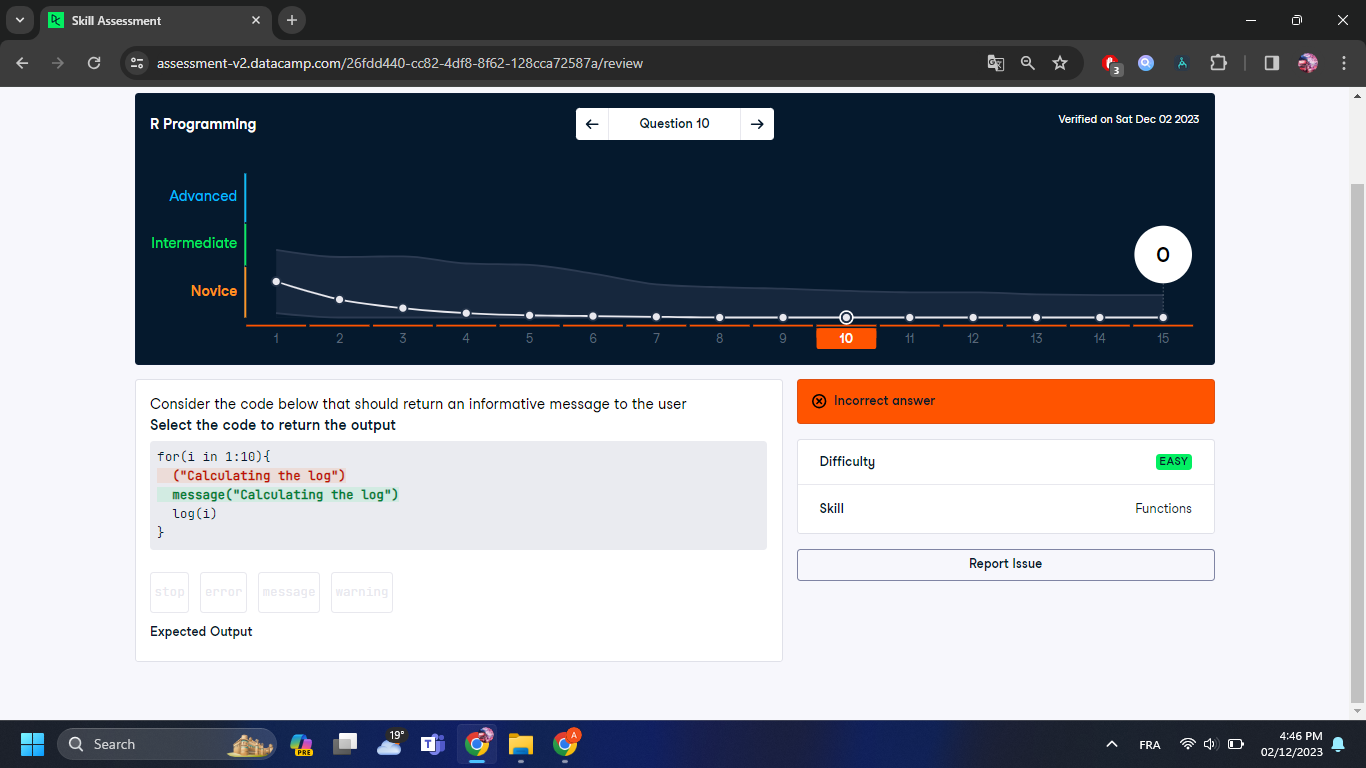 Skill Assessment
assessment-v2.datacamp.com/26fdd440-cc82-4df8-8f62-128cca72587a/review
3
R Programming
Question 10
Verified on Sat Dec 02 2023
Advanced
Intermediate
Novice
0
1 2 3 4 5 6 7 8 9 10 11 12 13 14 15
Consider the code below that should return an informative message to the user
Select the code to return the output
for(i in 1:10){
("Calculating the log")
message("Calculating the log")
log(i)
}
stop error message warning
Expected Output
Incorrect answer
Difficulty EASY
Skill Functions
Report Issue
Search
PRE
19°
A
FRA
4:46 PM
02/12/2023